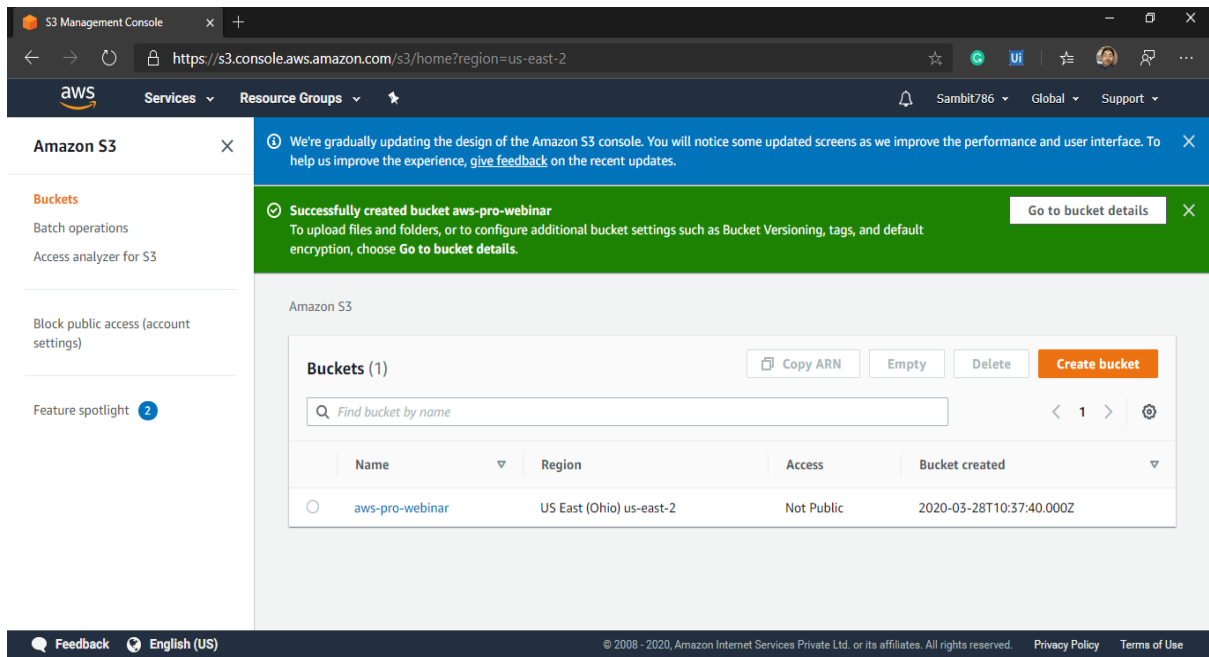 S3 Management Console
https://s3.console.aws.amazon.com/s3/home?region=us-east-2
G
Ui
aws
Services
Resource Groups
Sambit786
Global
Support
Amazon S3
Buckets
Batch operations
Access analyzer for S3
Block public access (account
settings)
Feature spotlight 2
We're gradually updating the design of the Amazon S3 console. You will notice some updated screens as we improve the performance and user interface. To
help us improve the experience, give feedback on the recent updates.
Successfully created bucket aws-pro-webinar
To upload files and folders, or to configure additional bucket settings such as Bucket Versioning, tags, and default
encryption, choose Go to bucket details.
Go to bucket details
Amazon S3
Buckets (1)
Copy ARN
Empty
Delete
Create bucket
Find bucket by name
1
Name Region Access Bucket created
aws-pro-webinar US East (Ohio) us-east-2 Not Public 2020-03-28T10:37:40.000Z
Feedback
English (US)
© 2008 - 2020, Amazon Internet Services Private Ltd. or its affiliates. All rights reserved.
Privacy Policy
Terms of Use